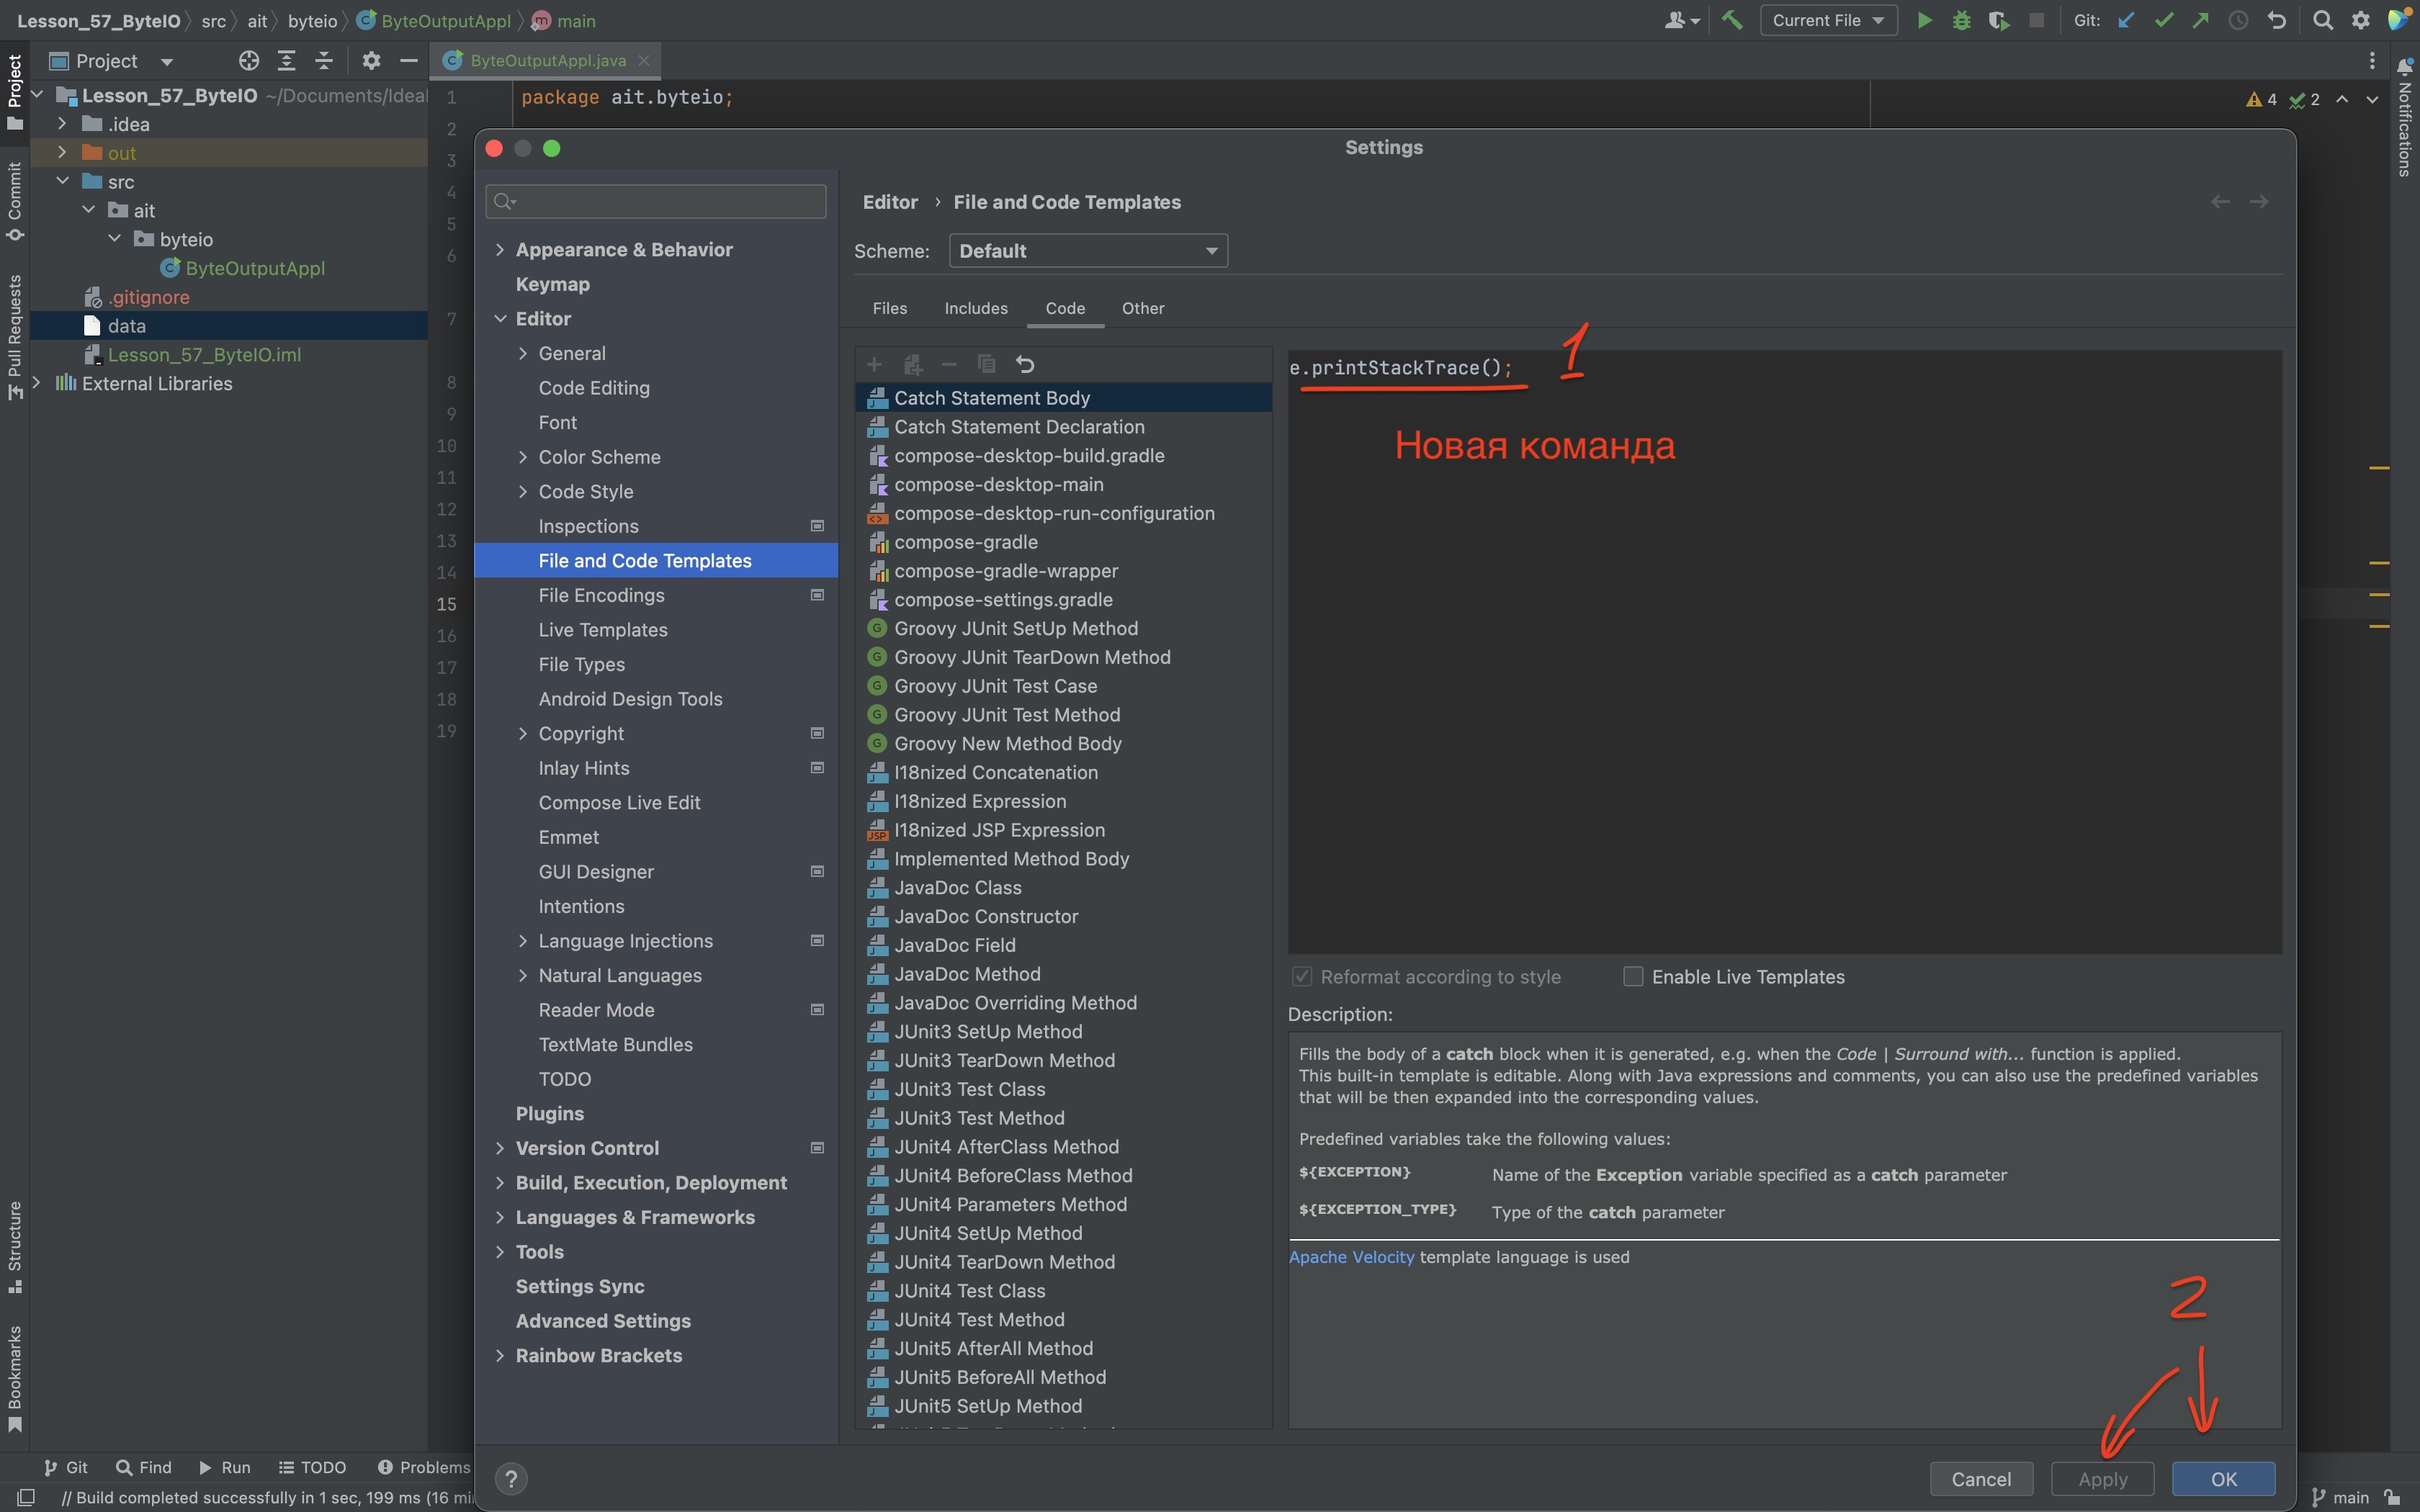 Lesson_57_ByteIO src ait byteio ByteOutputAppl main
Current File
Git:
Project
ByteOutputAppl.java
Project
Commit
Pull Requests
Structure
Bookmarks
Notifications
Lesson_57_ByteIO ~/Documents/Ideal
.idea
out
src
ait
byteio
ByteOutputAppl
.gitignore
data
Lesson_57_ByteIO.iml
External Libraries
1
2
3
4
5
6
7
8
9
10
11
12
13
14
15
16
17
18
19
package ait.byteio;
4 2
Settings
Appearance & Behavior
Keymap
Editor
General
Code Editing
Font
Color Scheme
Code Style
Inspections
File and Code Templates
File Encodings
Live Templates
File Types
Android Design Tools
Copyright
Inlay Hints
Compose Live Edit
Emmet
GUI Designer
Intentions
Language Injections
Natural Languages
Reader Mode
TextMate Bundles
TODO
Plugins
Version Control
Build, Execution, Deployment
Languages & Frameworks
Tools
Settings Sync
Advanced Settings
Rainbow Brackets
Editor › File and Code Templates
Scheme: Default
Files Includes Code Other
Catch Statement Body
Catch Statement Declaration
compose-desktop-build.gradle
compose-desktop-main
compose-desktop-run-configuration
compose-gradle
compose-gradle-wrapper
compose-settings.gradle
Groovy JUnit SetUp Method
Groovy JUnit TearDown Method
Groovy JUnit Test Case
Groovy JUnit Test Method
Groovy New Method Body
I18nized Concatenation
I18nized Expression
I18nized JSP Expression
Implemented Method Body
JavaDoc Class
JavaDoc Constructor
JavaDoc Field
JavaDoc Method
JavaDoc Overriding Method
JUnit3 SetUp Method
JUnit3 TearDown Method
JUnit3 Test Class
JUnit3 Test Method
JUnit4 AfterClass Method
JUnit4 BeforeClass Method
JUnit4 Parameters Method
JUnit4 SetUp Method
JUnit4 TearDown Method
JUnit4 Test Class
JUnit4 Test Method
JUnit5 AfterAll Method
JUnit5 BeforeAll Method
JUnit5 SetUp Method
e.printStackTrace();
1
Новая команда
Reformat according to style Enable Live Templates
Description:
Fills the body of a catch block when it is generated, e.g. when the Code | Surround with... function is applied.
This built-in template is editable. Along with Java expressions and comments, you can also use the predefined variables
that will be then expanded into the corresponding values.
Predefined variables take the following values:
${EXCEPTION} Name of the Exception variable specified as a catch parameter
${EXCEPTION_TYPE} Type of the catch parameter
Apache Velocity template language is used
2
? Cancel Apply OK
Git Find Run TODO Problems
// Build completed successfully in 1 sec, 199 ms (16 mi
main